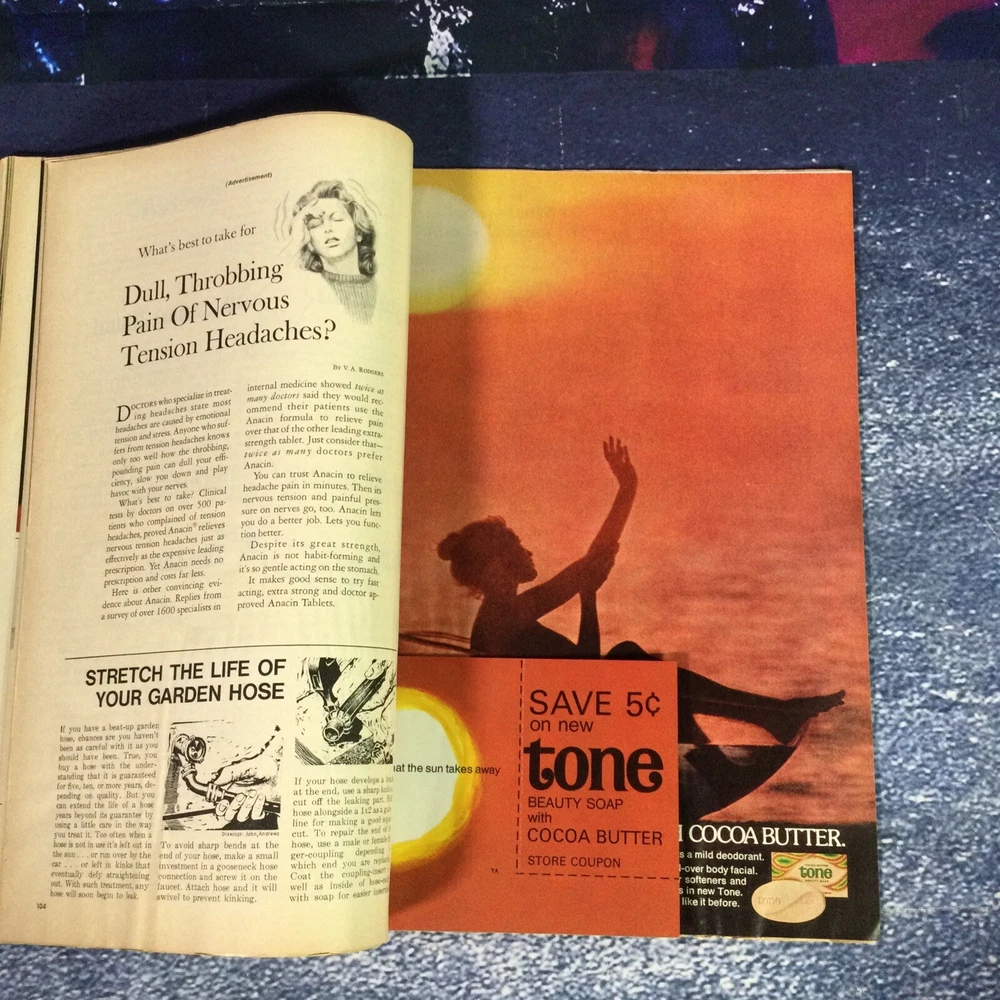 (Advertisement)
What's best to take for
Dull, Throbbing
Pain Of Nervous
Tension Headaches?
By V. A. Rodgers
Doctors who specialize in treat-
ing headaches state most
headaches are caused by emotional
tension and stress. Anyone who suf-
fers from tension headaches knows
only too well how the throbbing,
pounding pain can dull your effi-
ciency, slow you down and play
havoc with your nerves.
What's best to take? Clinical
tests by doctors on over 500 pa-
tients who complained of tension
headaches, proved Anacin® relieves
nervous tension headaches just as
effectively as the expensive leading
prescription. Yet Anacin needs no
prescription and costs far less.
Here is other convincing evi-
dence about Anacin. Replies from
a survey of over 1600 specialists in
internal medicine showed twice as
many doctors said they would rec-
ommend their patients use the
Anacin formula to relieve pain
over that of the other leading extra-
strength tablet. Just consider that—
twice as many doctors prefer
Anacin.
You can trust Anacin to relieve
headache pain in minutes. Then its
nervous tension and painful pres-
sure on nerves go, too. Anacin lets
you do a better job. Lets you func-
tion better.
Despite its great strength,
Anacin is not habit-forming and
it's so gentle acting on the stomach.
It makes good sense to try fast
acting, extra strong and doctor ap-
proved Anacin Tablets.
STRETCH THE LIFE OF
YOUR GARDEN HOSE
If you have a beat-up garden
hose, chances are you haven't
been as careful with it as you
should have been. True, you
buy a hose with the under-
standing that it is guaranteed
for five, ten, or more years, de-
pending on quality. But you
can extend the life of a hose
years beyond its guarantee by
using a little care in the way
you treat it. Too often when a
hose is not in use it's left out in
the sun . . . or run over by the
car . . . or left in kinks that
eventually defy straightening
out. With such treatment, any
hose will soon begin to leak.
Drawings: John Andrews
To avoid sharp bends at the
end of your hose, make a small
investment in a gooseneck hose
connection and screw it on the
faucet. Attach hose and it will
swivel to prevent kinking.
If your hose develops a
at the end, use a sharp
cut off the leaking part.
hose alongside a 1x2 as a
line for making a good
cut. To repair the end of
hose, use a male or female
ger-coupling depending
which end you are
Coat the
well as inside of
with soap for easier
104
at the sun takes away
SAVE 5¢
on new
tone
BEAUTY SOAP
with
COCOA BUTTER
STORE COUPON
COCOA BUTTER.
s a mild deodorant.
-over body facial.
softeners and
s in new Tone.
like it before.
tone
tone